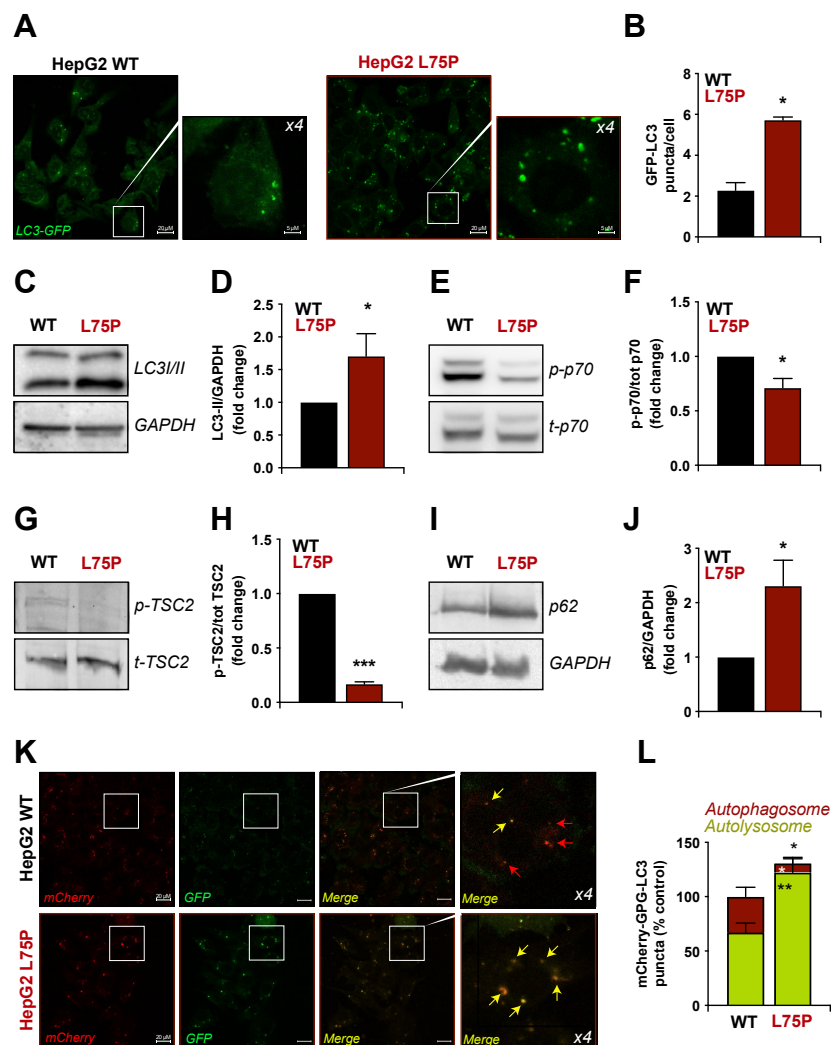 A
HepG2 WT
HepG2 L75P
x4
x4
LC3-GFP
20 µM
5 µM
20 µM
5 µM
B
WT
L75P
*
GFP-LC3
puncta/cell
8
6
4
2
0
C
WT L75P
LC3I/II
GAPDH
D
WT
L75P
*
LC3-II/GAPDH
(fold change)
2.5
2.0
1.5
1.0
0.5
0.0
E
WT L75P
p-p70
t-p70
F
WT
L75P
*
p-p70/tot p70
(fold change)
1.5
1.0
0.5
0.0
G
WT L75P
p-TSC2
t-TSC2
H
WT
L75P
***
p-TSC2/tot TSC2
(fold change)
1.5
1.0
0.5
0.0
I
WT L75P
p62
GAPDH
J
WT
L75P
*
p62/GAPDH
(fold change)
3
2
1
0
K
HepG2 WT
mCherry
20 µM
GFP
Merge
x4
HepG2 L75P
mCherry
20 µM
GFP
Merge
Merge
x4
L
Autophagosome
Autolysosome
*
*
**
mCherry-GPG-LC3
puncta (% control)
150
100
50
0
WT L75P